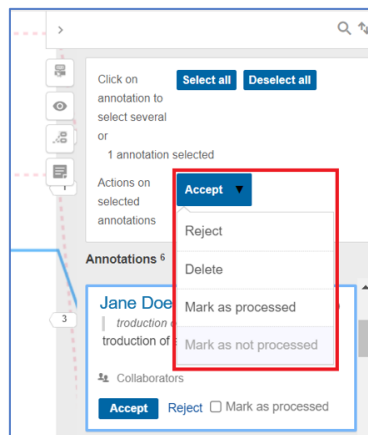 Click on
annotation to
select several
or
Select all Deselect all
1 annotation selected
Actions on
selected
annotations
Accept
Reject
Delete
Mark as processed
Mark as not processed
Annotations 6
Jane Doe
troduction
troduction of
3
Collaborators
Accept Reject Mark as processed